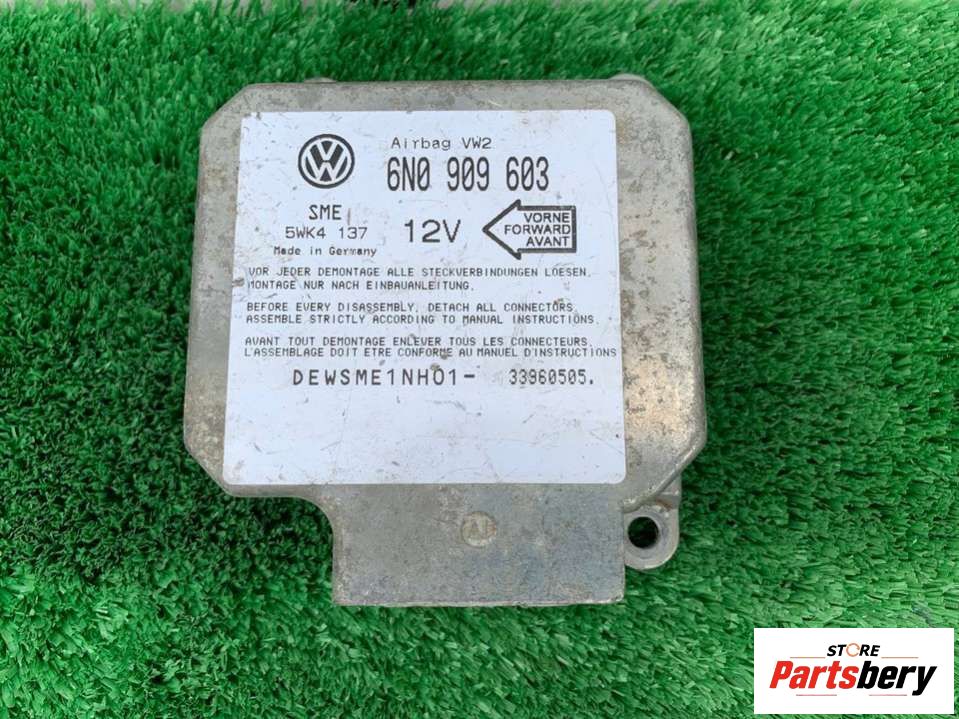 Airbag VW2
6N0 909 603
SME
5WK4 137
Made in Germany
12V
VORNE
FORWARD
AVANT
VOR JEDER DEMONTAGE ALLE STECKVERBINDUNGEN LOESEN.
MONTAGE NUR NACH EINBAUANLEITUNG.
BEFORE EVERY DISASSEMBLY, DETACH ALL CONNECTORS.
ASSEMBLE STRICTLY ACCORDING TO MANUAL INSTRUCTIONS.
AVANT TOUT DEMONTAGE ENLEVER TOUS LES CONNECTEURS.
L'ASSEMBLAGE DOIT ETRE CONFORME AU MANUEL D'INSTRUCTIONS
DEWSME1NH01- 33960505.
Al
STORE
Partsbery